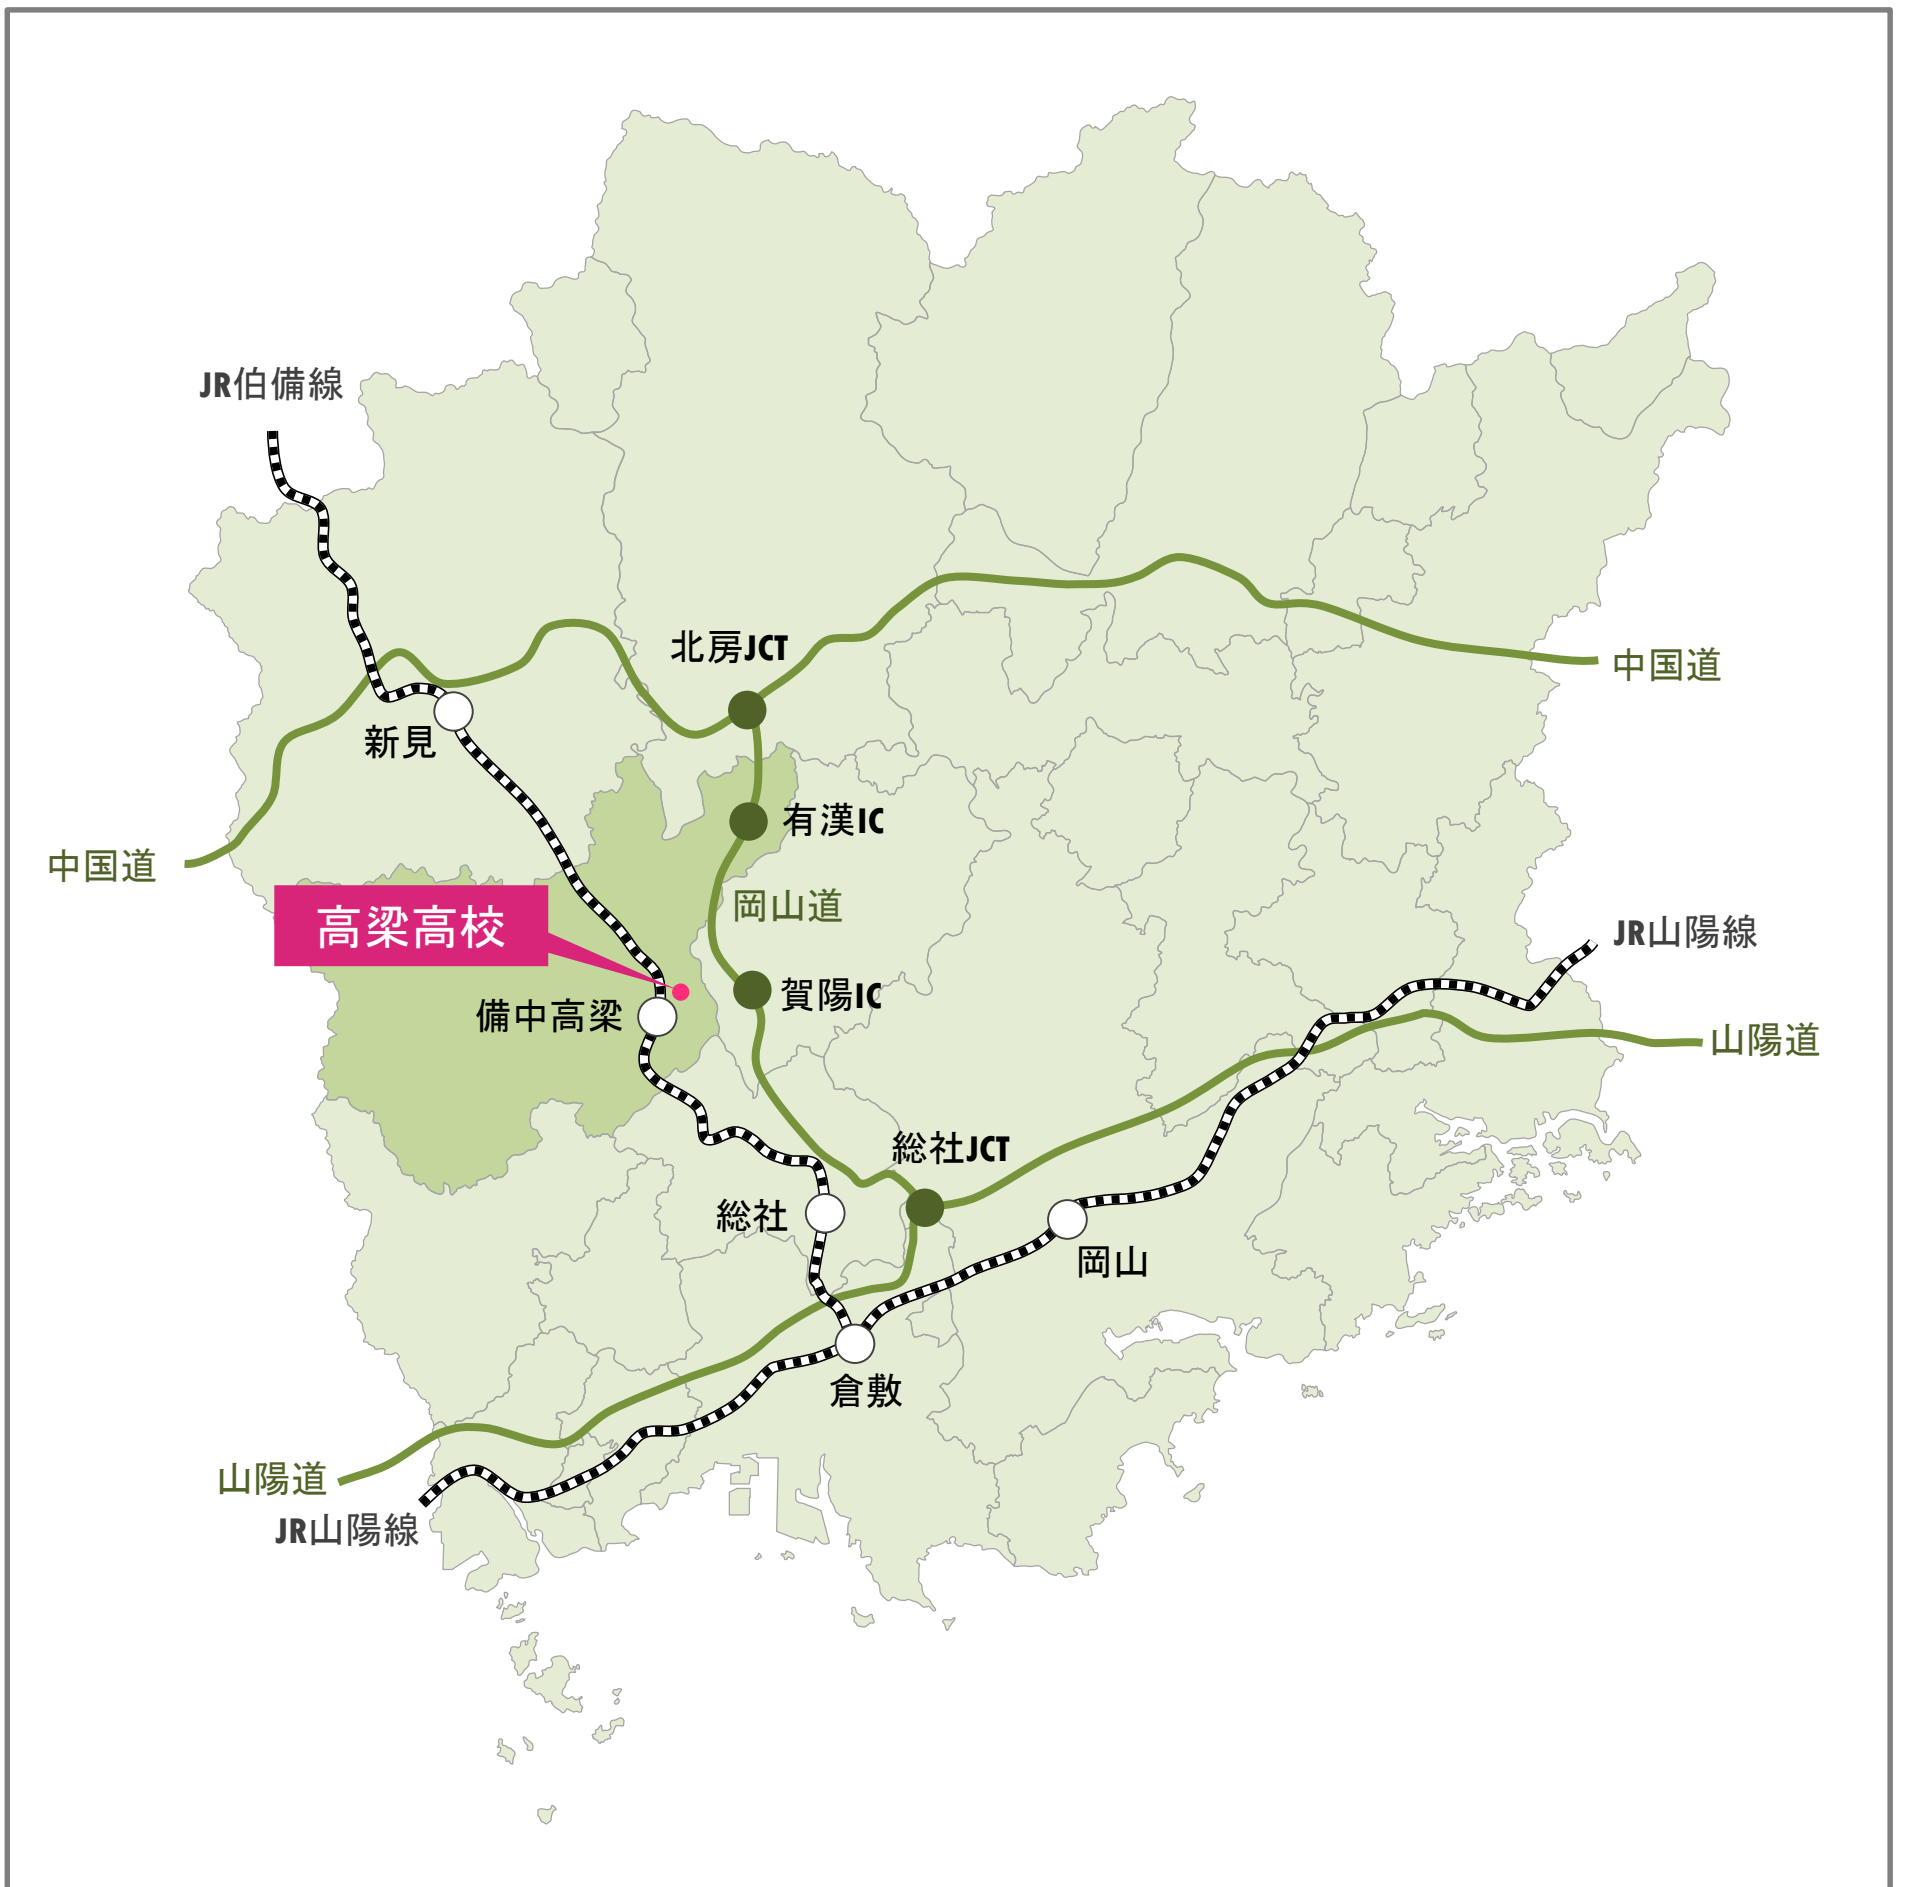 JR伯備線
北房JCT
中国道
新見
有漢IC
中国道
岡山道
高梁高校
JR山陽線
賀陽IC
備中高梁
山陽道
総社JCT
総社
岡山
倉敷
山陽道
JR山陽線